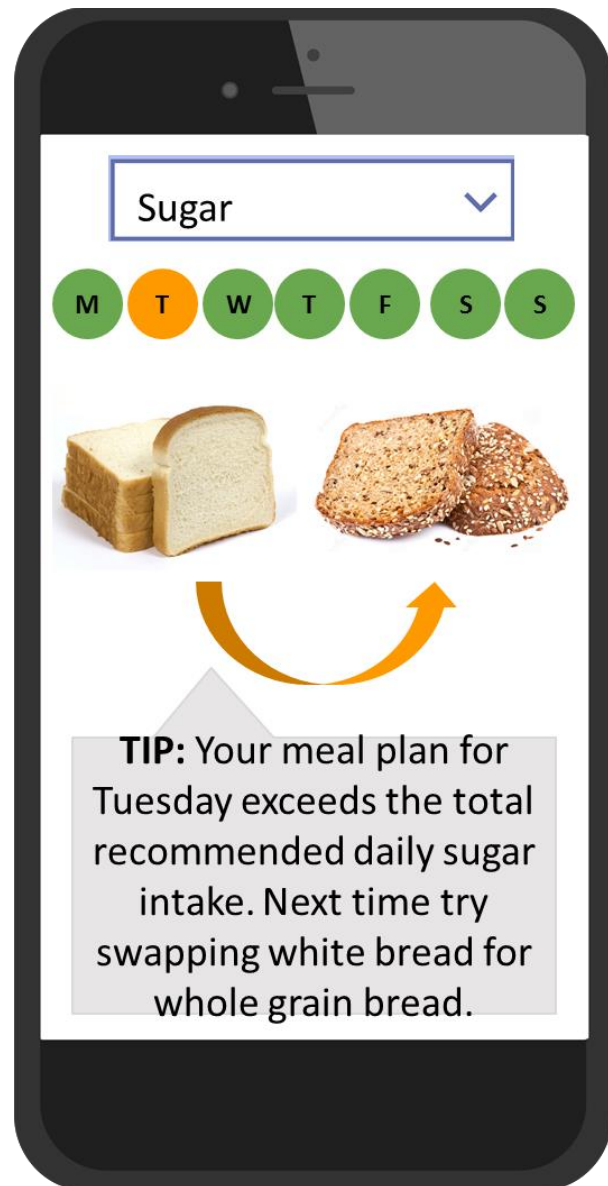 Sugar
M T W T F S S
TIP: Your meal plan for
Tuesday exceeds the total
recommended daily sugar
intake. Next time try
swapping white bread for
whole grain bread.